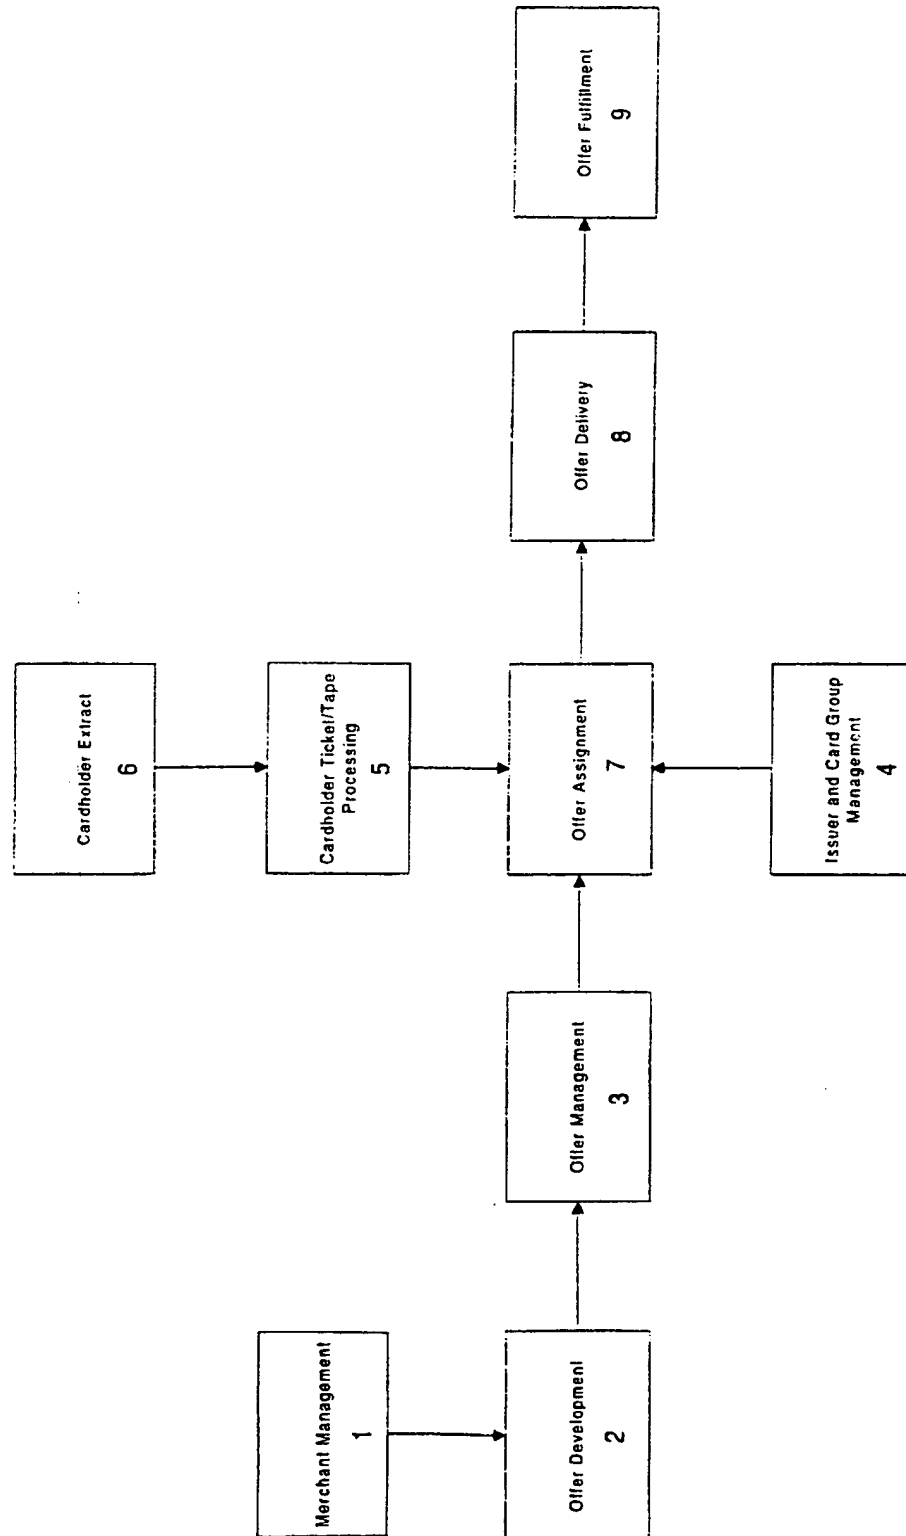 Merchant Management
1
Offer Development
2
Offer Management
3
Cardholder Extract
6
Cardholder Ticket/Tape
Processing
5
Offer Assignment
7
Issuer and Card Group
Management
4
Offer Delivery
8
Offer Fulfillment
9